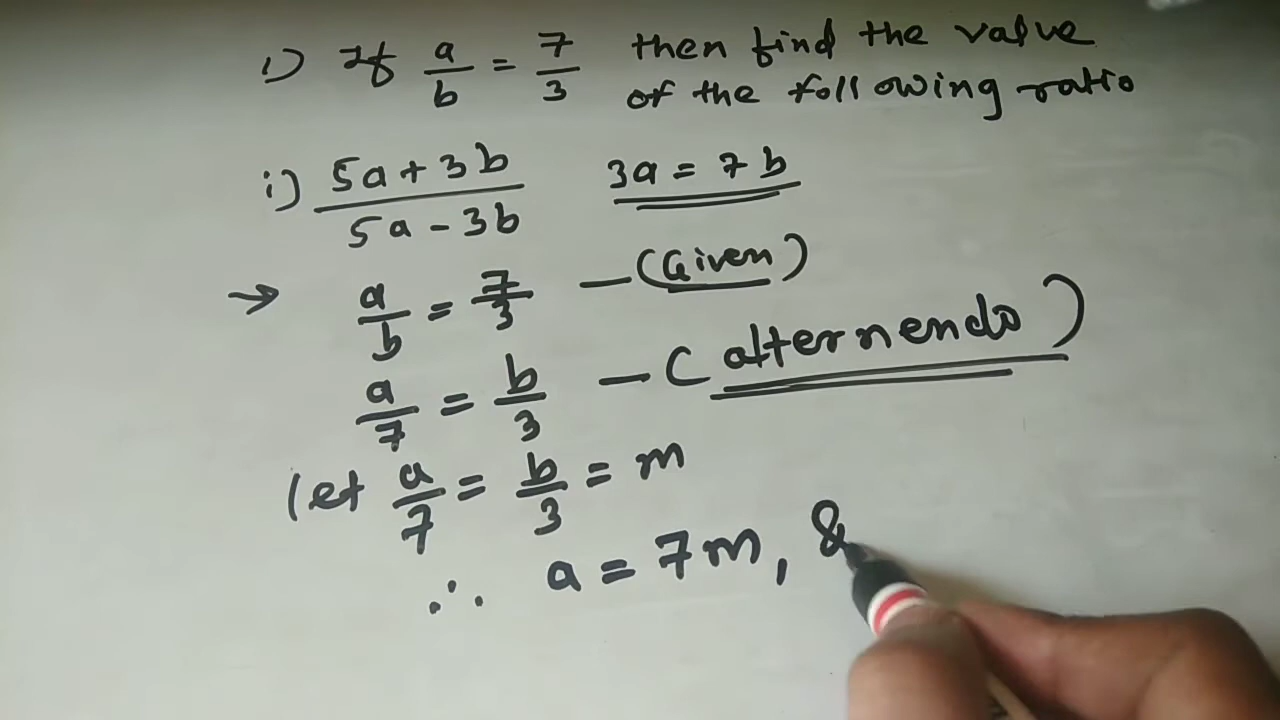 1) If a/b = 7/3 then find the value
of the following ratio
i) (5a+3b)/(5a-3b) 3a = 7b
→ a/b = 7/3 — (Given)
a/7 = b/3 — (alternendo)
let a/7 = b/3 = m
∴ a = 7m, &